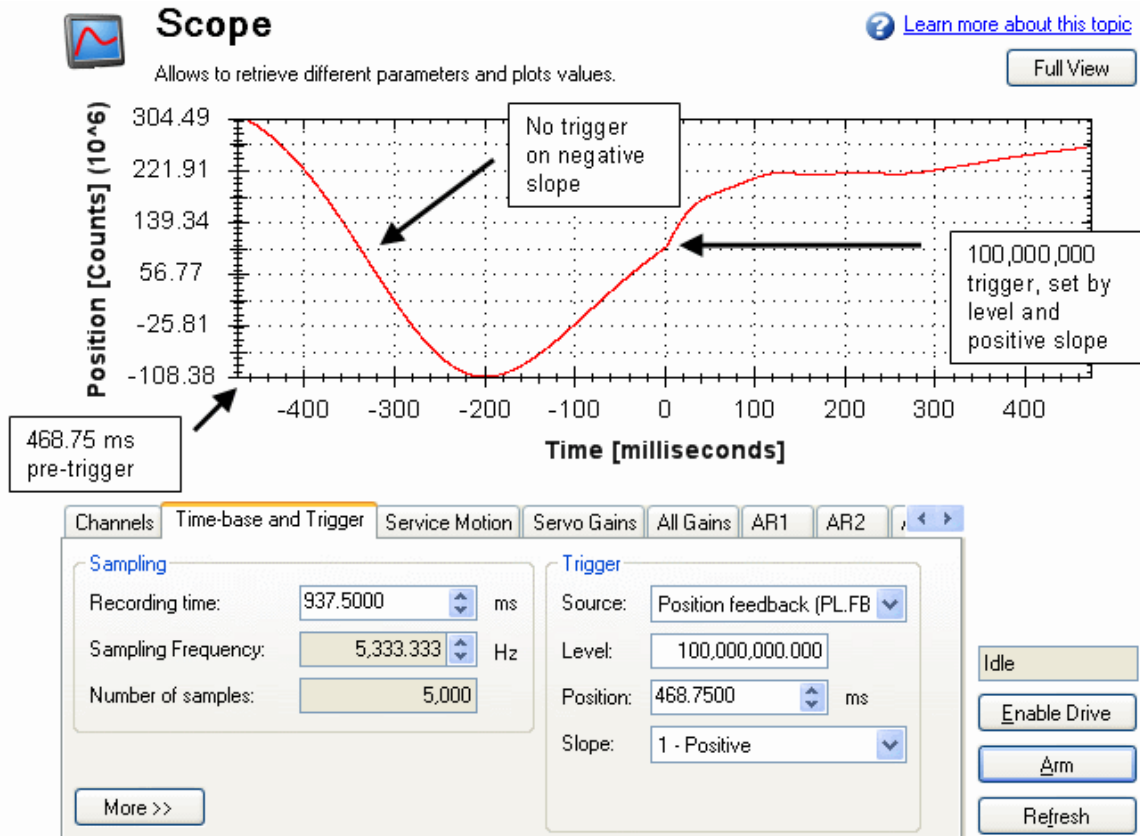 Scope
Learn more about this topic
Allows to retrieve different parameters and plots values.
Full View
Position [Counts] (10^6)
304.49
221.91
139.34
56.77
-25.81
-108.38
No trigger
on negative
slope
100,000,000
trigger, set by
level and
positive slope
468.75 ms
pre-trigger
-400 -300 -200 -100 0 100 200 300 400
Time [milliseconds]
Channels Time-base and Trigger Service Motion Servo Gains All Gains AR1 AR2
Sampling
Recording time: 937.5000 ms
Sampling Frequency: 5,333.333 Hz
Number of samples: 5,000
More >>
Trigger
Source: Position feedback (PL.FB
Level: 100,000,000.000
Position: 468.7500 ms
Slope: 1 - Positive
Idle
Enable Drive
Arm
Refresh